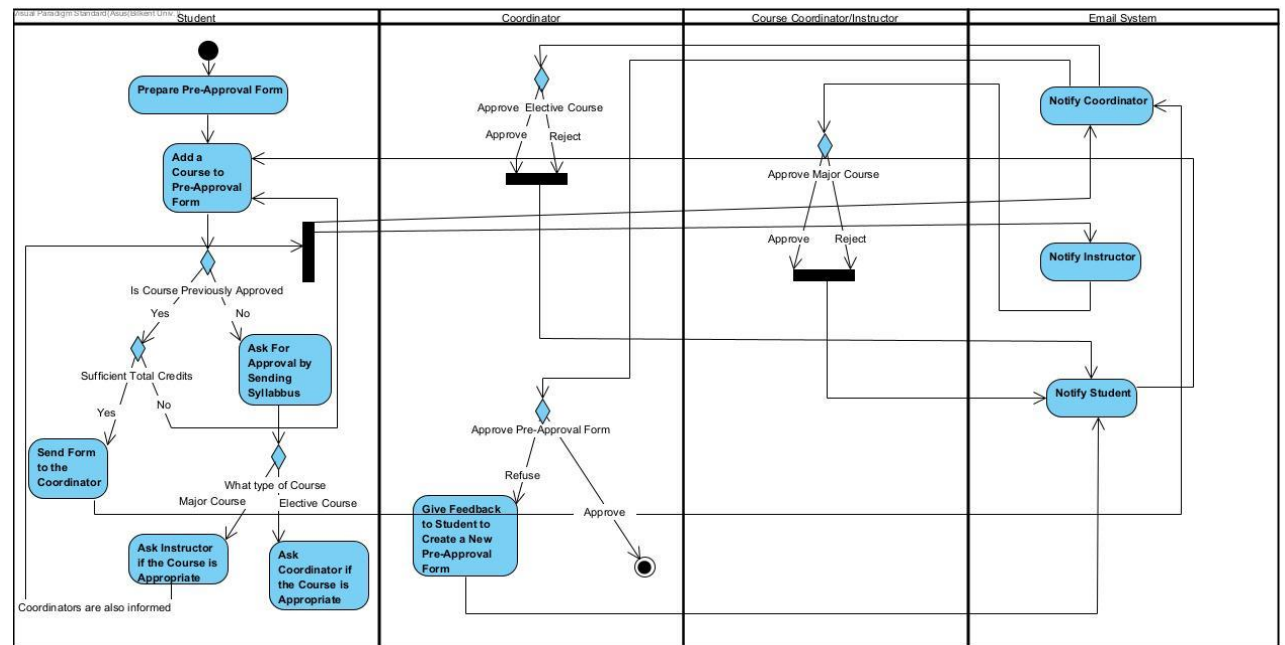 Visual Paradigm Standard(Asus(Bilkent Univ.))
Student
Coordinator
Course Coordinator/Instructor
Email System
Prepare Pre-Approval Form
Add a
Course to
Pre-Approval
Form
Is Course Previously Approved
Yes
No
Sufficient Total Credits
Yes
No
Ask For
Approval by
Sending
Syllabbus
Send Form
to the
Coordinator
What type of Course
Major Course
Elective Course
Ask Instructor
if the Course is
Appropriate
Ask
Coordinator if
the Course is
Appropriate
Coordinators are also informed
Approve Elective Course
Approve
Reject
Approve Pre-Approval Form
Refuse
Approve
Give Feedback
to Student to
Create a New
Pre-Approval
Form
Approve Major Course
Approve
Reject
Notify Coordinator
Notify Instructor
Notify Student